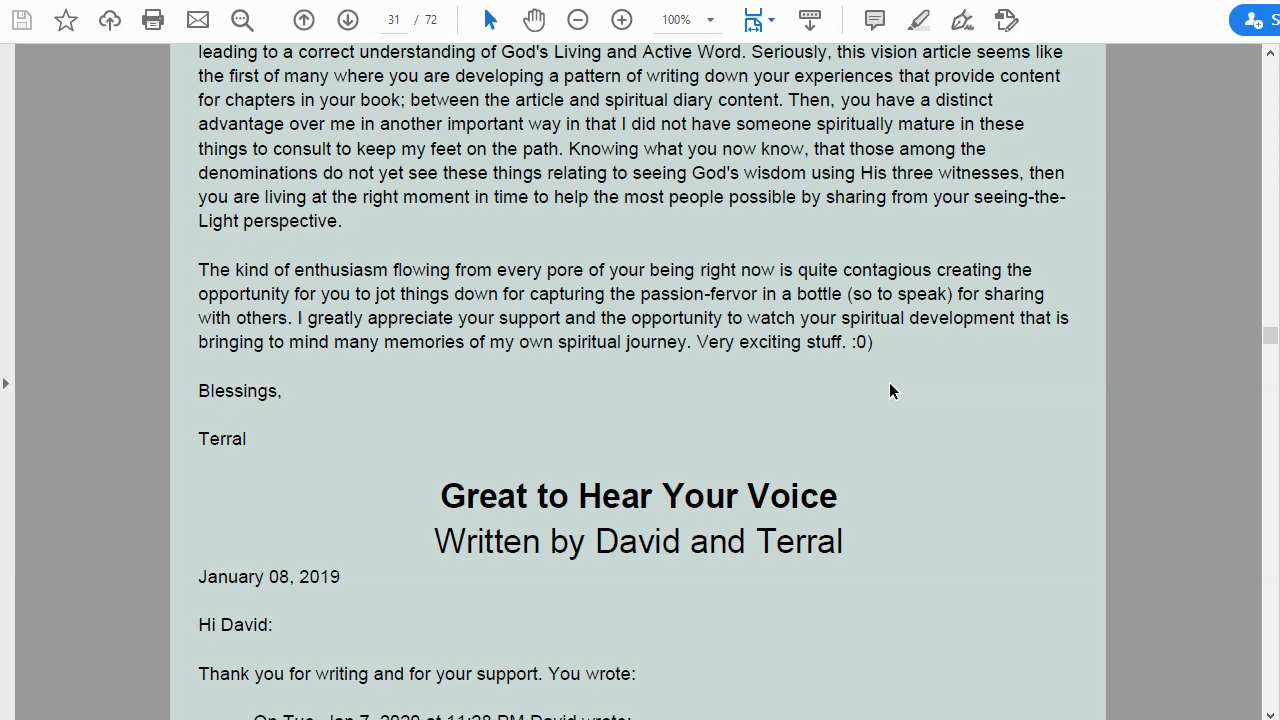 31 / 72
100%
S
leading to a correct understanding of God's Living and Active Word. Seriously, this vision article seems like
the first of many where you are developing a pattern of writing down your experiences that provide content
for chapters in your book; between the article and spiritual diary content. Then, you have a distinct
advantage over me in another important way in that I did not have someone spiritually mature in these
things to consult to keep my feet on the path. Knowing what you now know, that those among the
denominations do not yet see these things relating to seeing God's wisdom using His three witnesses, then
you are living at the right moment in time to help the most people possible by sharing from your seeing-the-
Light perspective.
The kind of enthusiasm flowing from every pore of your being right now is quite contagious creating the
opportunity for you to jot things down for capturing the passion-fervor in a bottle (so to speak) for sharing
with others. I greatly appreciate your support and the opportunity to watch your spiritual development that is
bringing to mind many memories of my own spiritual journey. Very exciting stuff. :0)
Blessings,
Terral
Great to Hear Your Voice
Written by David and Terral
January 08, 2019
Hi David:
Thank you for writing and for your support. You wrote:
On Tue, Jan 7, 2020 at 11:28 PM David wrote: